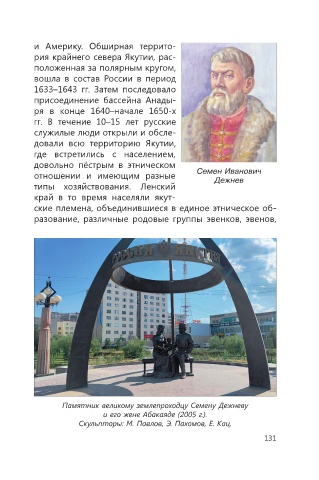 и Америку. Обширная террито-
рия крайнего севера Якутии, рас-
положенная за полярным кругом,
вошла в состав России в период
1633–1643 гг. Затем последовало
присоединение бассейна Анады-
ря в конце 1640–начале 1650-х
гг. В течение 10–15 лет русские
служилые люди открыли и обсле-
довали всю территорию Якутии,
где встретились с населением,
довольно пёстрым в этническом
отношении и имеющим разные
типы хозяйствования. Ленский
край в то время населяли якут-
ские племена, объединившиеся в единое этническое об-
разование, различные родовые группы эвенков, эвенов,
Семен Иванович
Дежнев
Памятник великому землепроходцу Семену Дежневу
и его жене Абакаяде (2005 г.).
Скульпторы: М. Павлов, Э. Пахомов, Е. Кац.
131